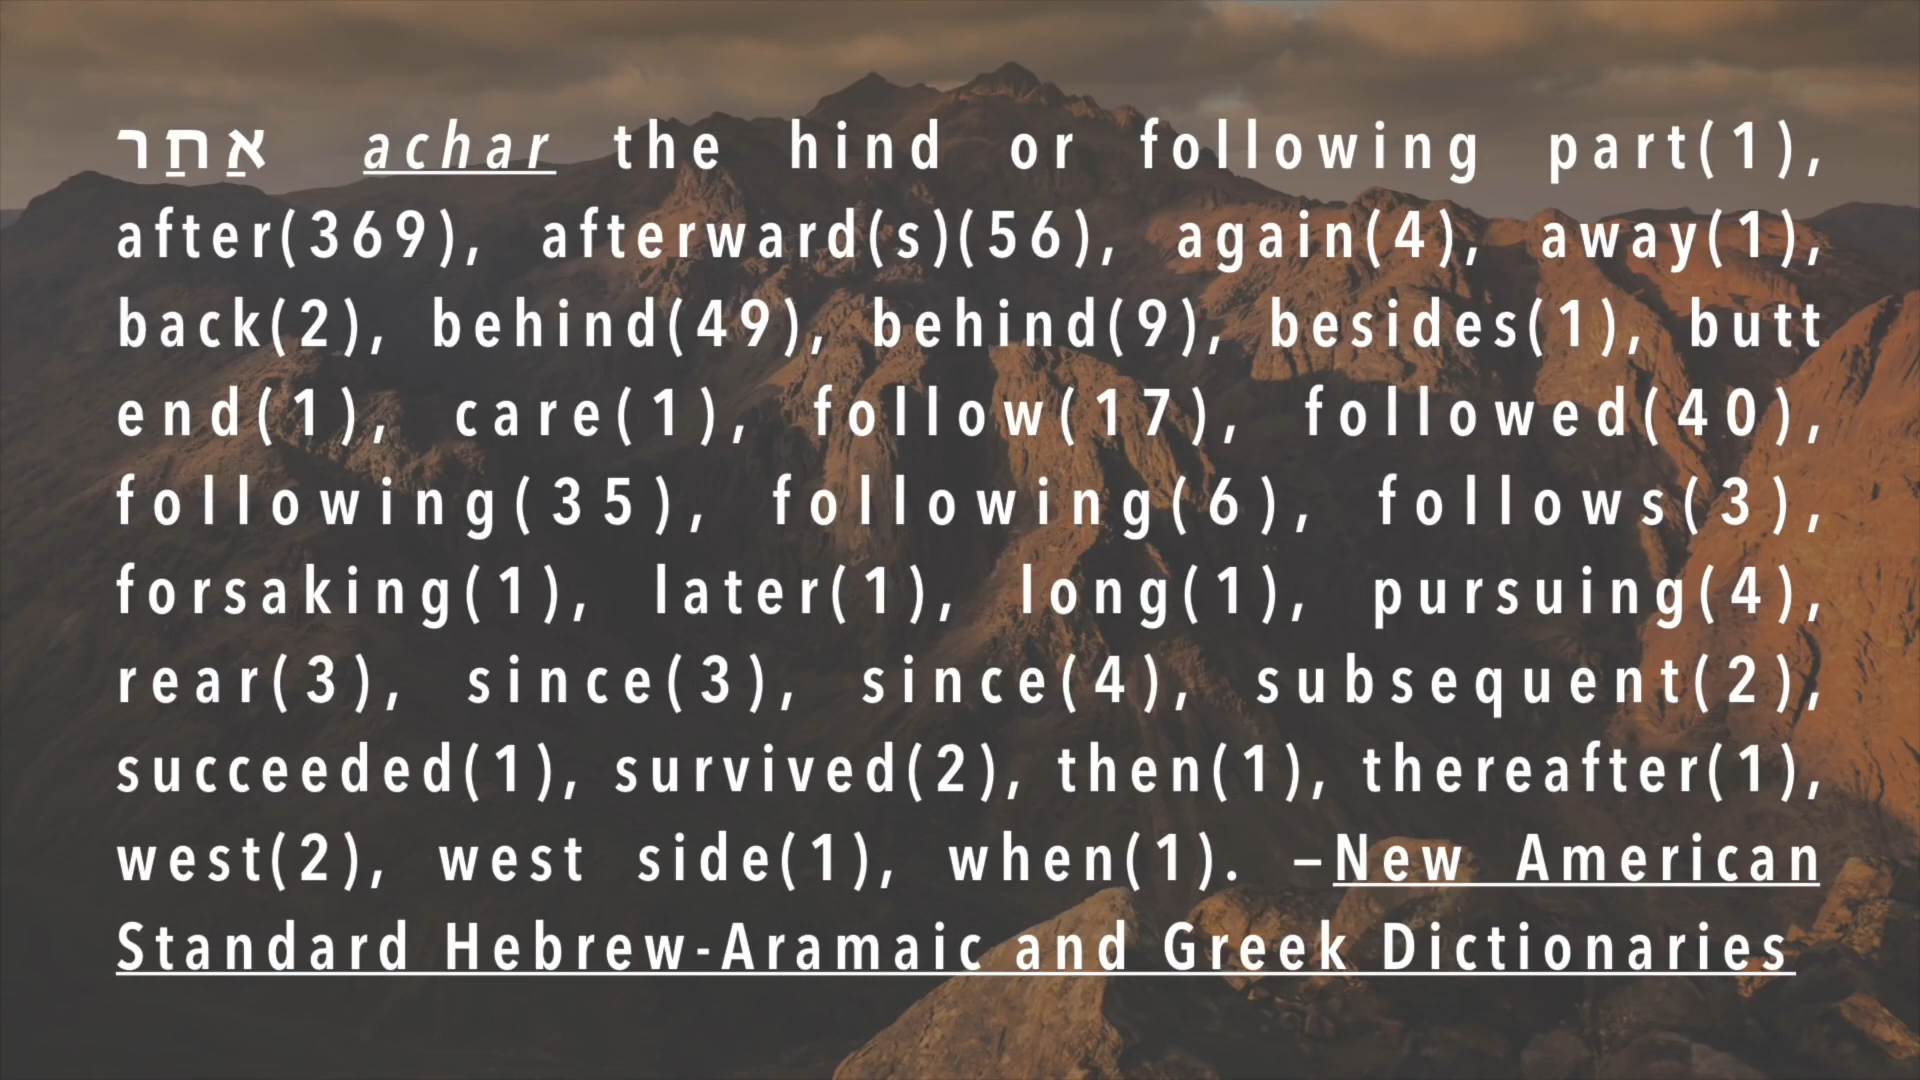 אַחַר achar the hind or following part(1),
after(369), afterward(s)(56), again(4), away(1),
back(2), behind(49), behind(9), besides(1), butt
end(1), care(1), follow(17), followed(40),
following(35), following(6), follows(3),
forsaking(1), later(1), long(1), pursuing(4),
rear(3), since(3), since(4), subsequent(2),
succeeded(1), survived(2), then(1), thereafter(1),
west(2), west side(1), when(1). –New American
Standard Hebrew-Aramaic and Greek Dictionaries